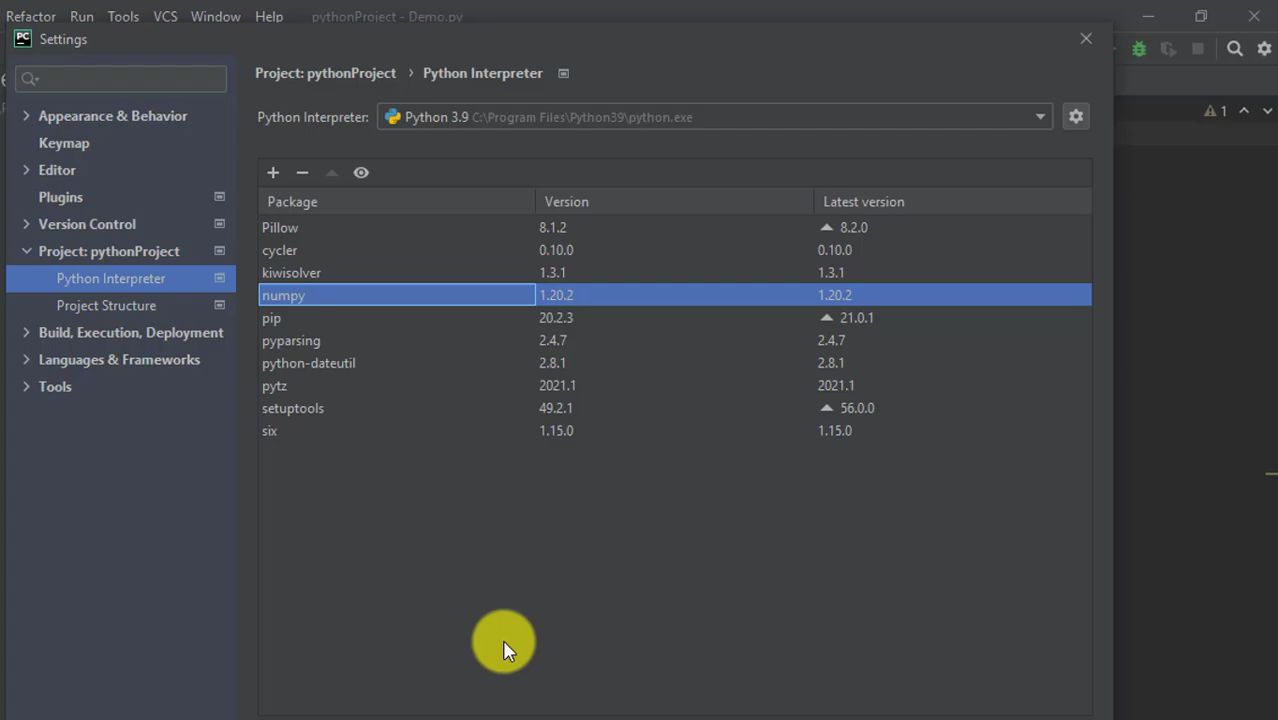 Refactor Run Tools VCS Window Help pythonProject - Demo.py
PC Settings
Project: pythonProject › Python Interpreter
Python Interpreter: Python 3.9 C:\Program Files\Python39\python.exe
1
Appearance & Behavior
Keymap
Editor
Plugins
Version Control
Project: pythonProject
Python Interpreter
Project Structure
Build, Execution, Deployment
Languages & Frameworks
Tools
Package Version Latest version
Pillow 8.1.2 8.2.0
cycler 0.10.0 0.10.0
kiwisolver 1.3.1 1.3.1
numpy 1.20.2 1.20.2
pip 20.2.3 21.0.1
pyparsing 2.4.7 2.4.7
python-dateutil 2.8.1 2.8.1
pytz 2021.1 2021.1
setuptools 49.2.1 56.0.0
six 1.15.0 1.15.0